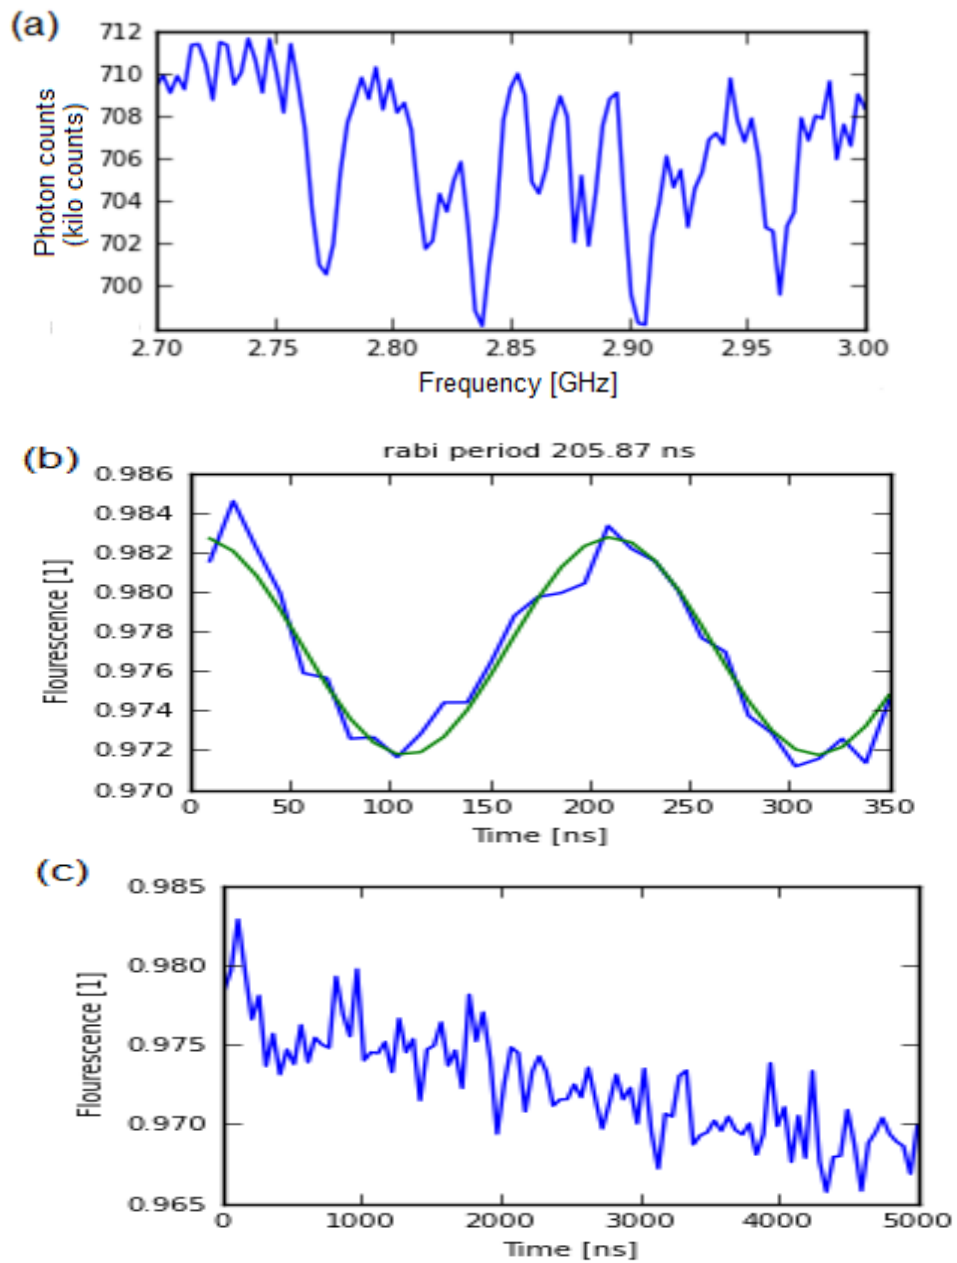 (a)
712
710
708
706
704
702
700
Photon counts
(kilo counts)
2.70 2.75 2.80 2.85 2.90 2.95 3.00
Frequency [GHz]
(b)
rabi period 205.87 ns
0.986
0.984
0.982
0.980
0.978
0.976
0.974
0.972
0.970
Flourescence [1]
0 50 100 150 200 250 300 350
Time [ns]
(c)
0.985
0.980
0.975
0.970
0.965
Flourescence [1]
0 1000 2000 3000 4000 5000
Time [ns]